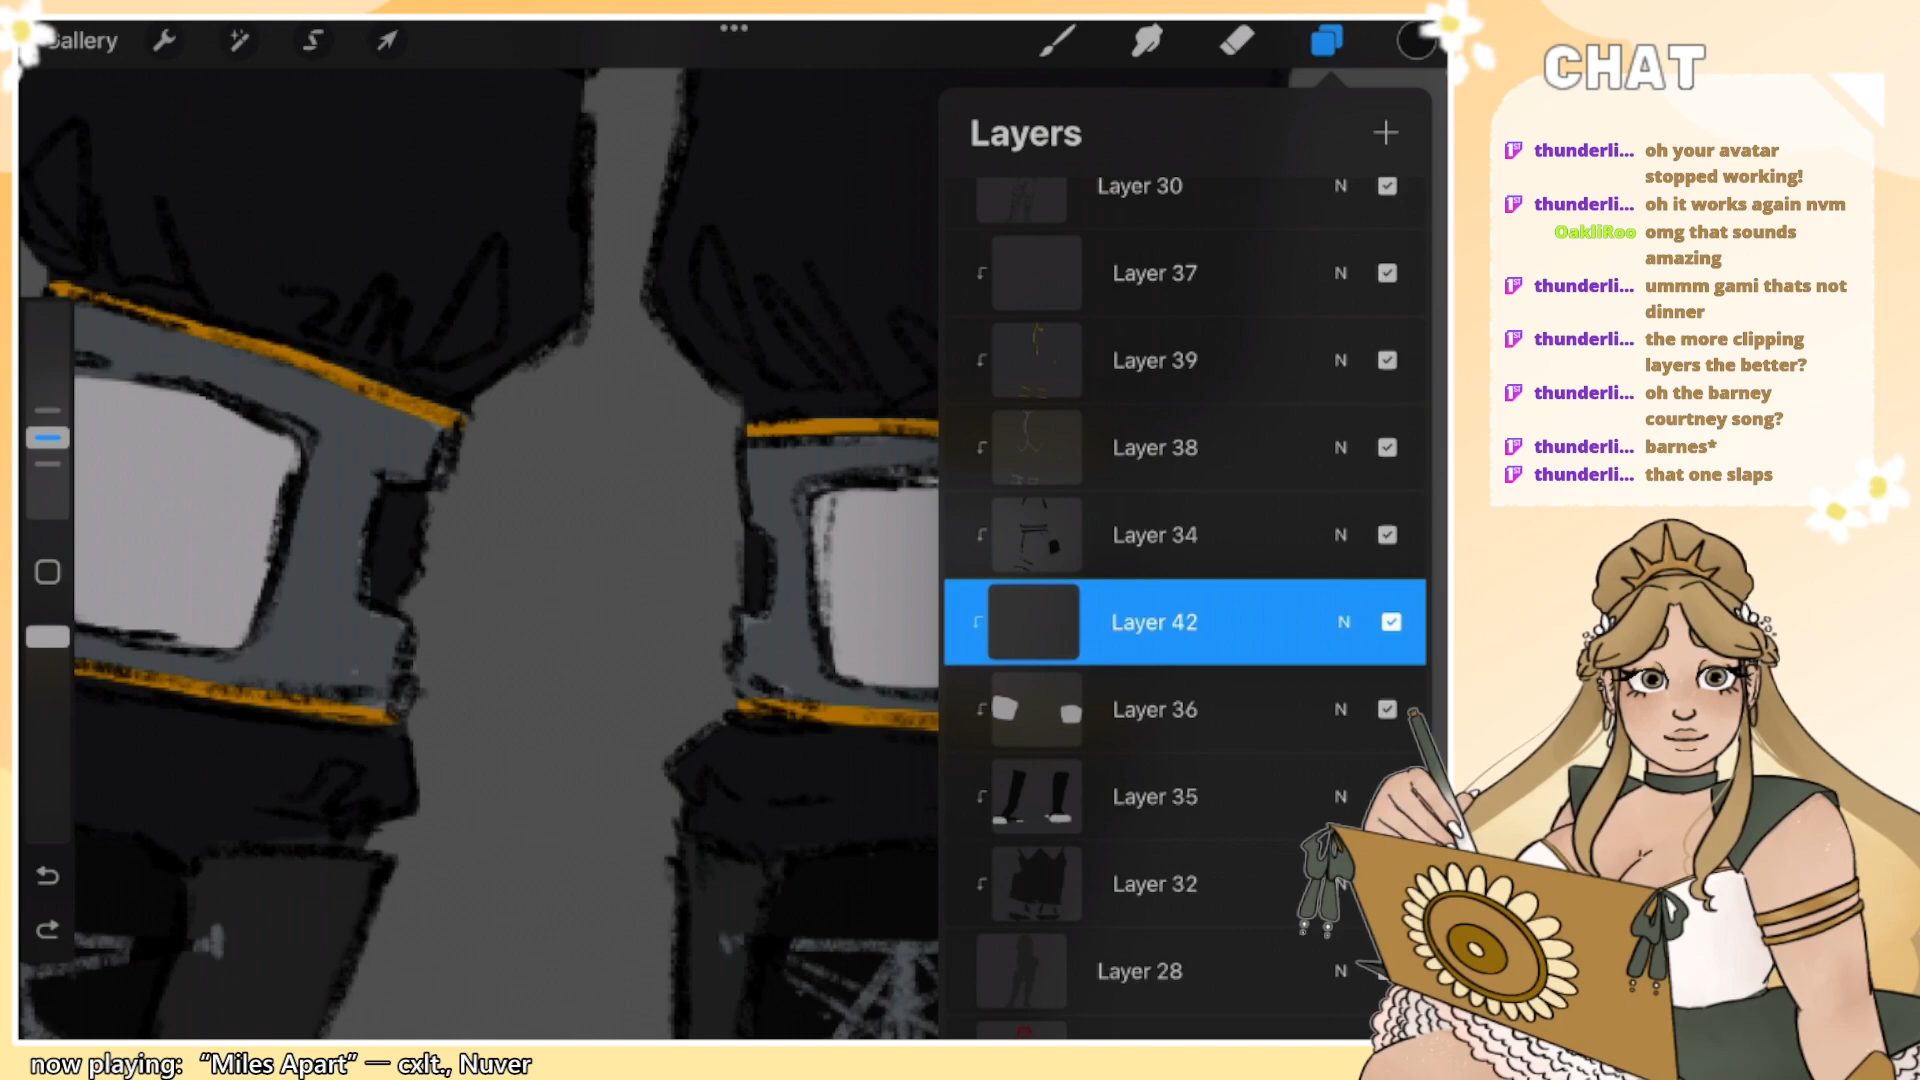 Gallery
CHAT
Layers
Layer 30 N
Layer 37 N
Layer 39 N
Layer 38 N
Layer 34 N
Layer 42 N
Layer 36 N
Layer 35 N
Layer 32
Layer 28 N
thunderli... oh your avatar
stopped working!
thunderli... oh it works again nvm
OakliRoo omg that sounds
amazing
thunderli... ummm gami thats not
dinner
thunderli... the more clipping
layers the better?
thunderli... oh the barney
courtney song?
thunderli... barnes*
thunderli... that one slaps
now playing: “Miles Apart” — cxlt., Nuver